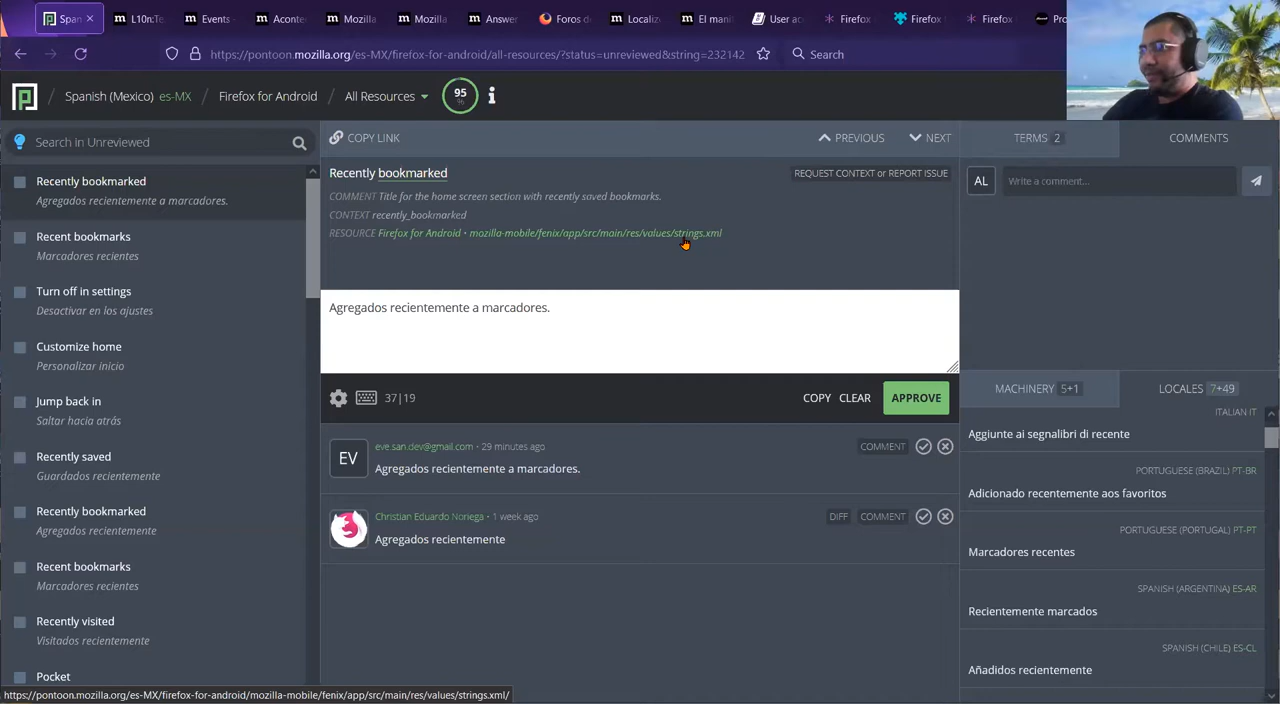 Span
L10n:Te
Events -
Aconte
Mozilla
Mozilla
Answer
Foros de
Localiz
El mani
User ac
Firefox
Firefox
Firefox
Pro
https://pontoon.mozilla.org/es-MX/firefox-for-android/all-resources/?status=unreviewed&string=232142
Search
Spanish (Mexico) es-MX / Firefox for Android / All Resources
95 %
i
Search in Unreviewed
COPY LINK
PREVIOUS
NEXT
TERMS 2
COMMENTS
Recently bookmarked
Agregados recientemente a marcadores.
Recent bookmarks
Marcadores recientes
Turn off in settings
Desactivar en los ajustes
Customize home
Personalizar inicio
Jump back in
Saltar hacia atrás
Recently saved
Guardados recientemente
Recently bookmarked
Agregados recientemente
Recent bookmarks
Marcadores recientes
Recently visited
Visitados recientemente
Pocket
Recently bookmarked
REQUEST CONTEXT or REPORT ISSUE
COMMENT Title for the home screen section with recently saved bookmarks.
CONTEXT recently_bookmarked
RESOURCE Firefox for Android • mozilla-mobile/fenix/app/src/main/res/values/strings.xml
Agregados recientemente a marcadores.
37|19
COPY
CLEAR
APPROVE
EV
eve.san.dev@gmail.com • 29 minutes ago
COMMENT
Agregados recientemente a marcadores.
Christian Eduardo Noriega • 1 week ago
DIFF
COMMENT
Agregados recientemente
AL
Write a comment...
MACHINERY 5+1
LOCALES 7+49
ITALIAN IT
Aggiunte ai segnalibri di recente
PORTUGUESE (BRAZIL) PT-BR
Adicionado recentemente aos favoritos
PORTUGUESE (PORTUGAL) PT-PT
Marcadores recentes
SPANISH (ARGENTINA) ES-AR
Recientemente marcados
SPANISH (CHILE) ES-CL
Añadidos recientemente
https://pontoon.mozilla.org/es-MX/firefox-for-android/mozilla-mobile/fenix/app/src/main/res/values/strings.xml/